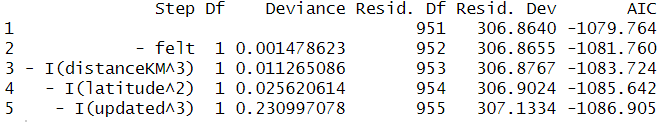 Step Df Deviance Resid. Df Resid. Dev AIC
1 951 306.8640 -1079.764
2 - felt 1 0.001478623 952 306.8655 -1081.760
3 - I(distanceKM^3) 1 0.011265086 953 306.8767 -1083.724
4 - I(latitude^2) 1 0.025620614 954 306.9024 -1085.642
5 - I(updated^3) 1 0.230997078 955 307.1334 -1086.905